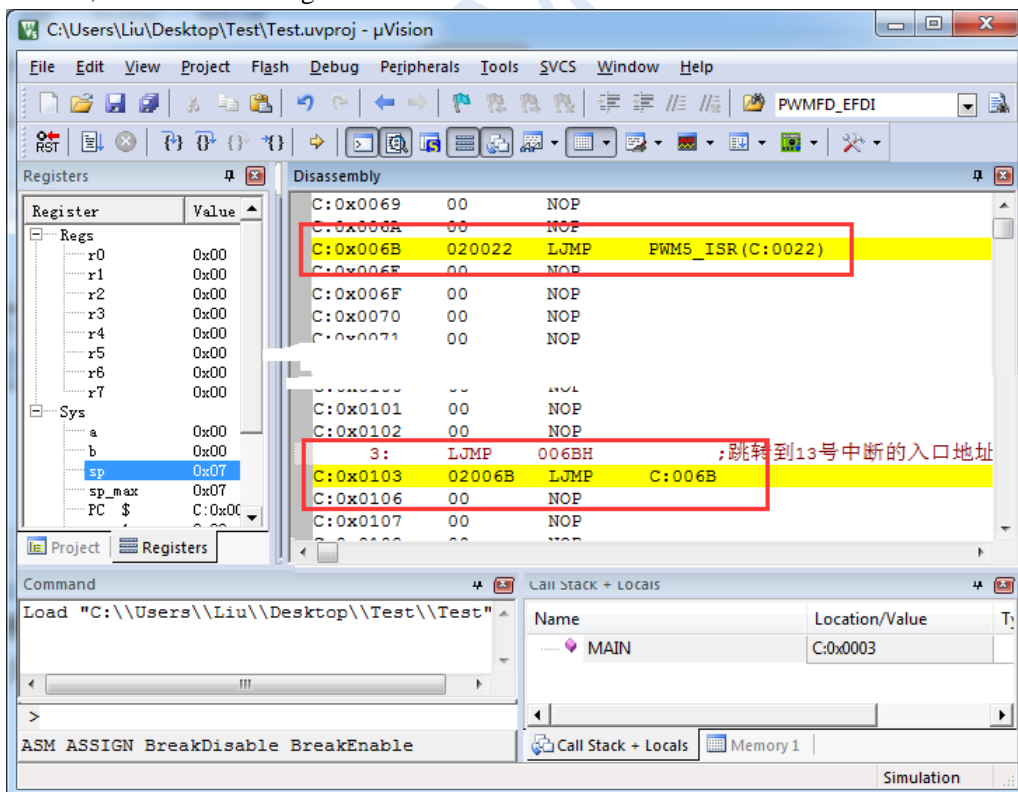 C:\Users\Liu\Desktop\Test\Test.uvproj - µVision
File Edit View Project Flash Debug Peripherals Tools SVCS Window Help
PWMFD_EFDI
RST
Registers
Register Value
Regs
r0 0x00
r1 0x00
r2 0x00
r3 0x00
r4 0x00
r5 0x00
r6 0x00
r7 0x00
Sys
a 0x00
b 0x00
sp 0x07
sp_max 0x07
PC $ C:0x00
Project Registers
Disassembly
C:0x0069 00 NOP
C:0x006A 00 NOP
C:0x006B 020022 LJMP PWM5_ISR(C:0022)
C:0x006E 00 NOP
C:0x006F 00 NOP
C:0x0070 00 NOP
C:0x0071 00 NOP
C:0x0101 00 NOP
C:0x0102 00 NOP
3: LJMP 006BH ;跳转到13号中断的入口地址
C:0x0103 02006B LJMP C:006B
C:0x0106 00 NOP
C:0x0107 00 NOP
Command
Load "C:\\Users\\Liu\\Desktop\\Test\\Test"
>
ASM ASSIGN BreakDisable BreakEnable
Call Stack + Locals
Name Location/Value
MAIN C:0x0003
Call Stack + Locals Memory 1
Simulation